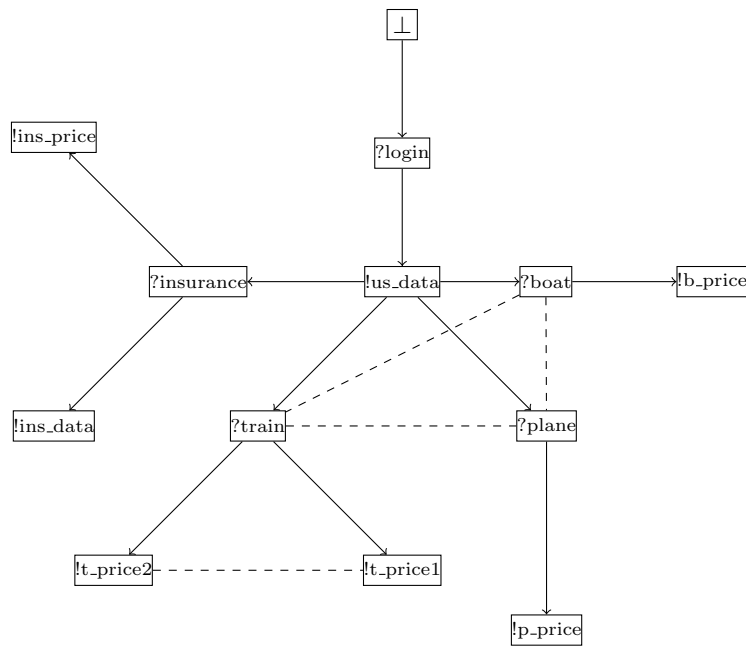 ⊥
!ins_price
?login
?insurance
!us_data
?boat
!b_price
!ins_data
?train
?plane
!t_price2
!t_price1
!p_price